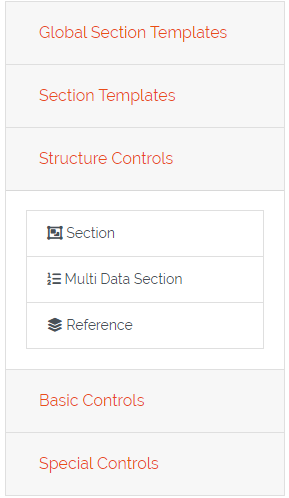 Global Section Templates
Section Templates
Structure Controls
Section
Multi Data Section
Reference
Basic Controls
Special Controls